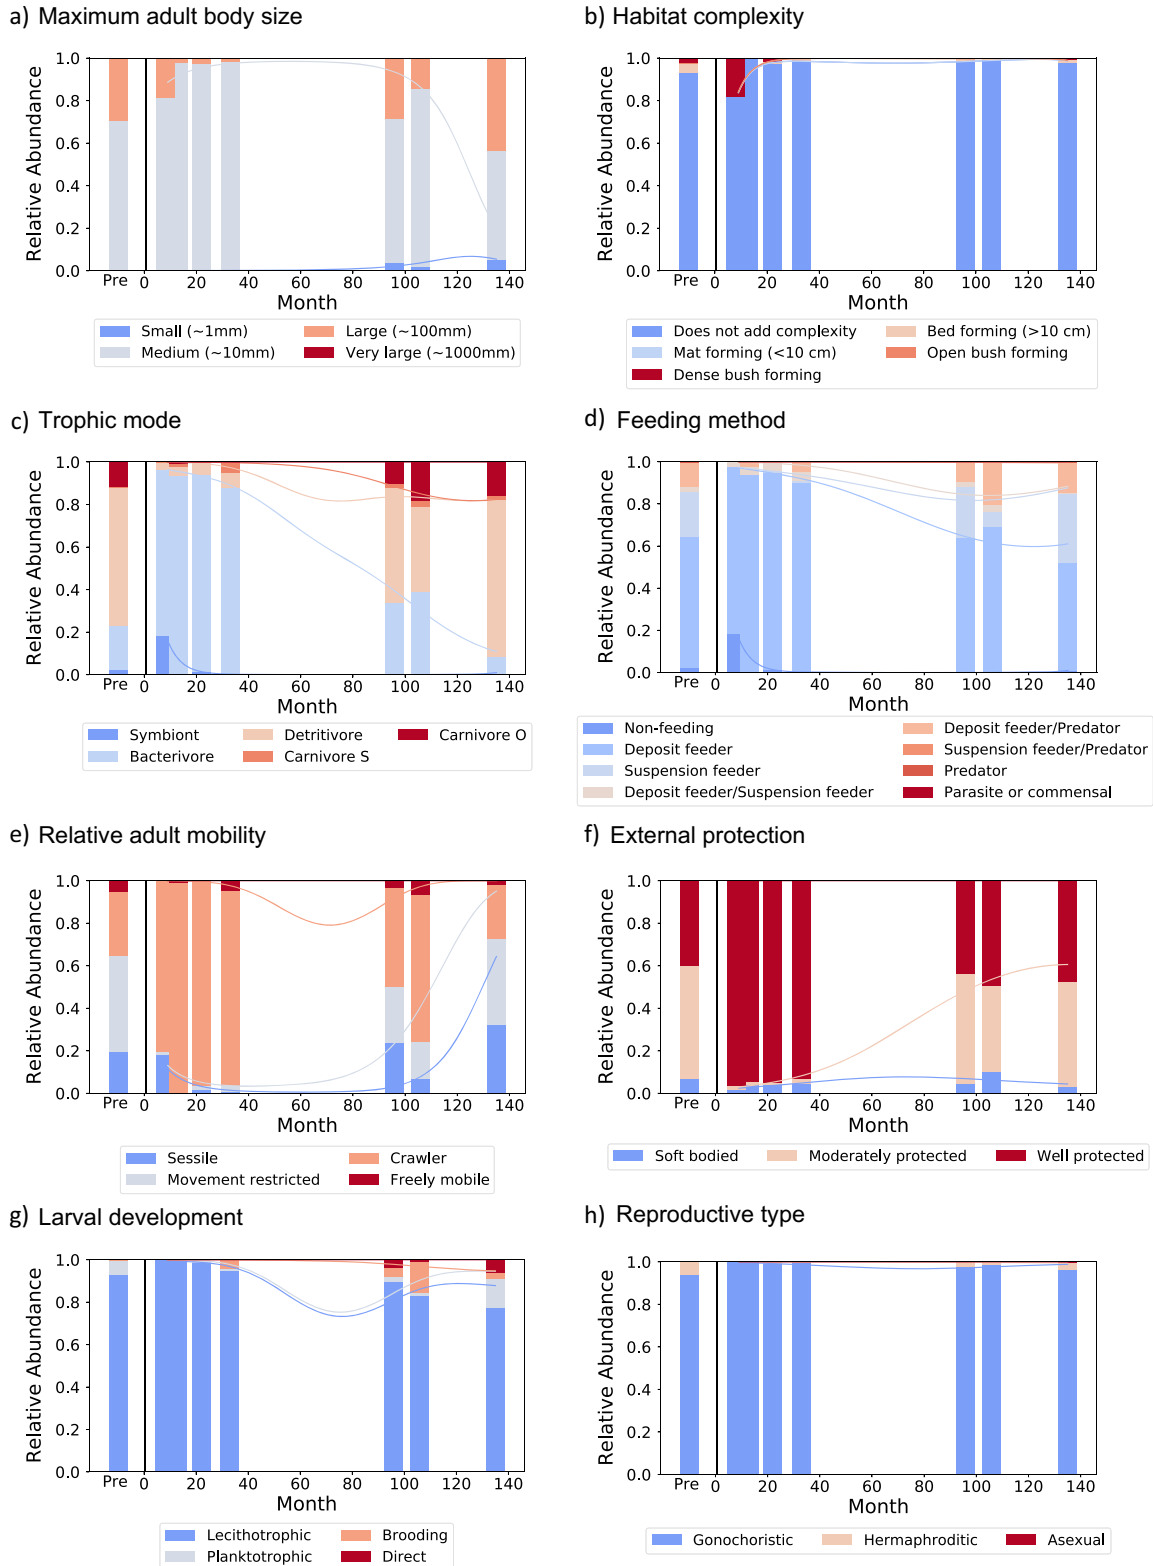 a) Maximum adult body size
1.0
0.8
0.6
0.4
0.2
0.0
Relative Abundance
Pre 0 20 40 60 80 100 120 140
Month
Small (~1mm) Large (~100mm)
Medium (~10mm) Very large (~1000mm)
b) Habitat complexity
1.0
0.8
0.6
0.4
0.2
0.0
Relative Abundance
Pre 0 20 40 60 80 100 120 140
Month
Does not add complexity Bed forming (>10 cm)
Mat forming (<10 cm) Open bush forming
Dense bush forming
c) Trophic mode
1.0
0.8
0.6
0.4
0.2
0.0
Relative Abundance
Pre 0 20 40 60 80 100 120 140
Month
Symbiont Detritivore Carnivore O
Bacterivore Carnivore S
d) Feeding method
1.0
0.8
0.6
0.4
0.2
0.0
Relative Abundance
Pre 0 20 40 60 80 100 120 140
Month
Non-feeding Deposit feeder/Predator
Deposit feeder Suspension feeder/Predator
Suspension feeder Predator
Deposit feeder/Suspension feeder Parasite or commensal
e) Relative adult mobility
1.0
0.8
0.6
0.4
0.2
0.0
Relative Abundance
Pre 0 20 40 60 80 100 120 140
Month
Sessile Crawler
Movement restricted Freely mobile
f) External protection
1.0
0.8
0.6
0.4
0.2
0.0
Relative Abundance
Pre 0 20 40 60 80 100 120 140
Month
Soft bodied Moderately protected Well protected
g) Larval development
1.0
0.8
0.6
0.4
0.2
0.0
Relative Abundance
Pre 0 20 40 60 80 100 120 140
Month
Lecithotrophic Brooding
Planktotrophic Direct
h) Reproductive type
1.0
0.8
0.6
0.4
0.2
0.0
Relative Abundance
Pre 0 20 40 60 80 100 120 140
Month
Gonochoristic Hermaphroditic Asexual